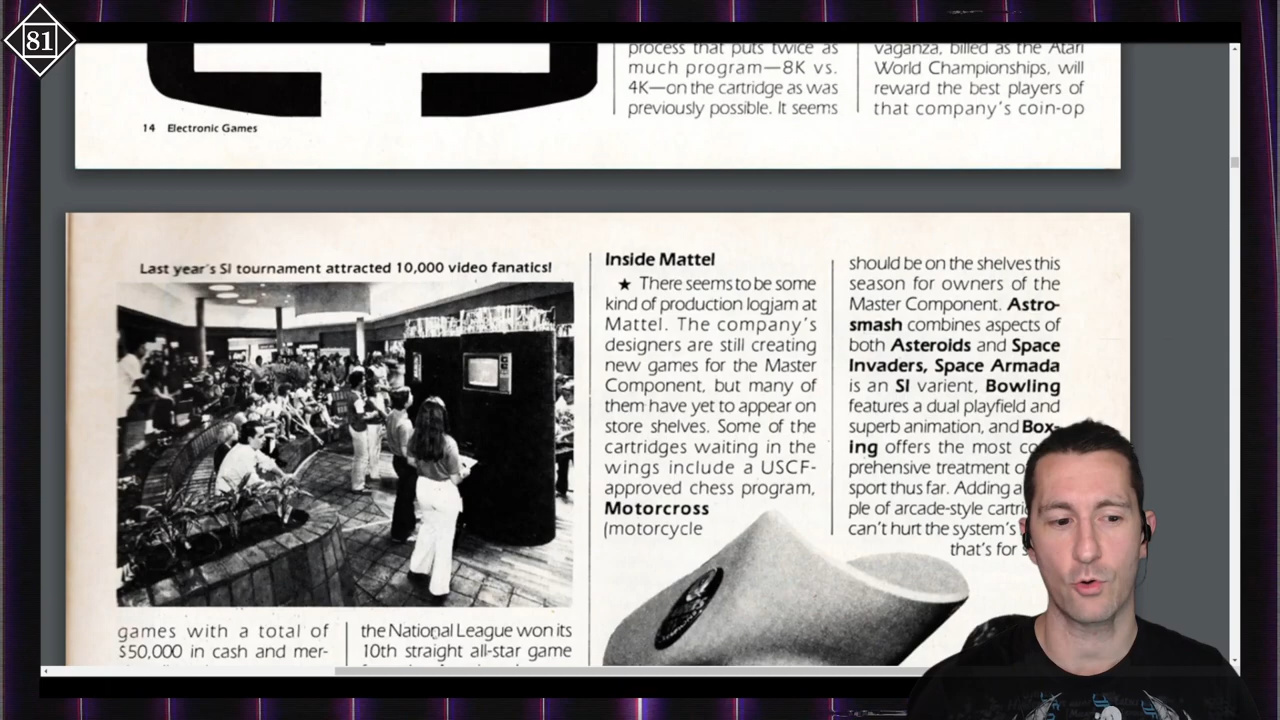 81
process that puts twice as
much program—8K vs.
4K—on the cartridge as was
previously possible. It seems
vaganza, billed as the Atari
World Championships, will
reward the best players of
that company's coin-op
14 Electronic Games
Last year's SI tournament attracted 10,000 video fanatics!
games with a total of
$50,000 in cash and mer-
the National League won its
10th straight all-star game
Inside Mattel
★ There seems to be some
kind of production logjam at
Mattel. The company's
designers are still creating
new games for the Master
Component, but many of
them have yet to appear on
store shelves. Some of the
cartridges waiting in the
wings include a USCF-
approved chess program,
Motorcross
(motorcycle
should be on the shelves this
season for owners of the
Master Component. Astro-
smash combines aspects of
both Asteroids and Space
Invaders, Space Armada
is an SI varient, Bowling
features a dual playfield and
superb animation, and Box-
ing offers the most
prehensive treatment
sport thus far. Adding a
ple of arcade-style
can't hurt the system's
that's for